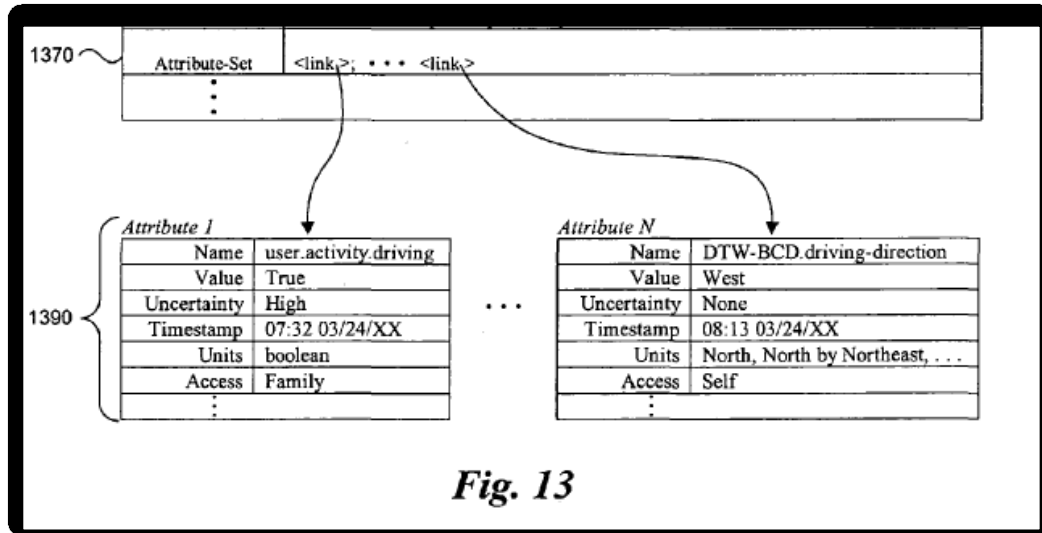 1370
Attribute-Set <link>; • • • <link>
Attribute 1 Attribute N
Name user.activity.driving Name DTW-BCD.driving-direction
Value True Value West
Uncertainty High • • • Uncertainty None
1390
Timestamp 07:32 03/24/XX Timestamp 08:13 03/24/XX
Units boolean Units North, North by Northeast, . . .
Access Family Access Self
Fig. 13